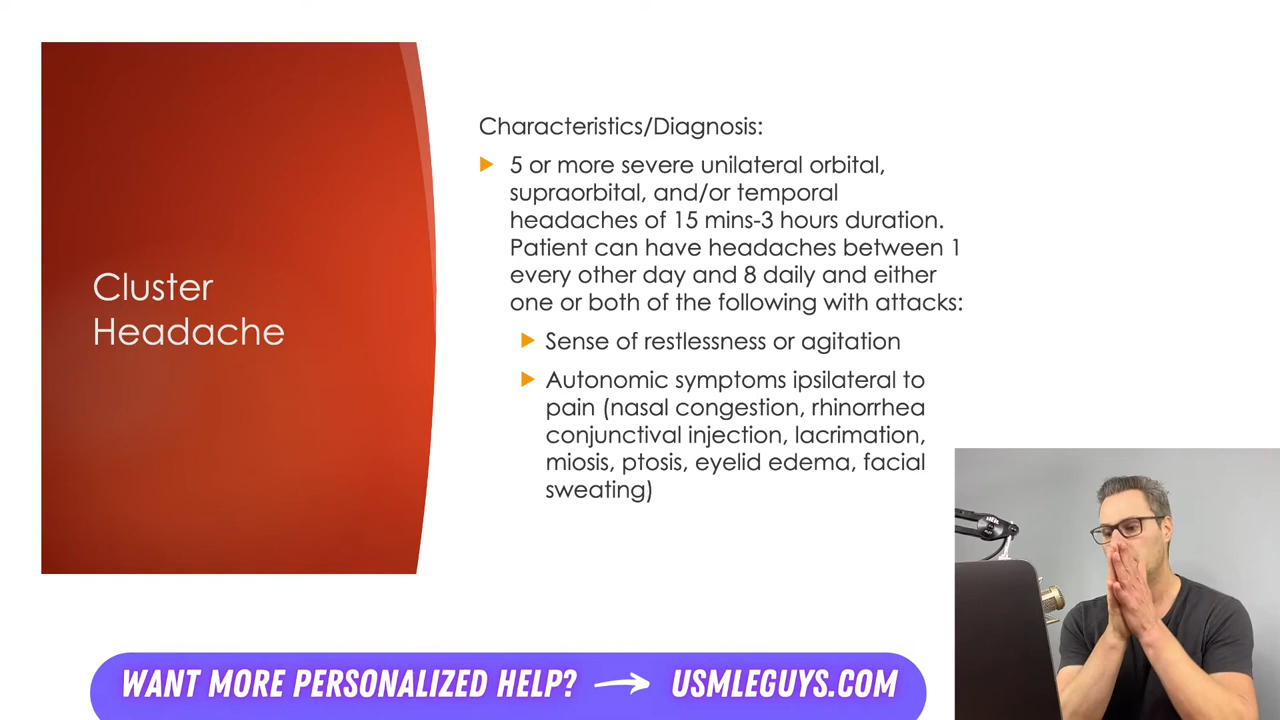 Cluster
Headache
Characteristics/Diagnosis:
5 or more severe unilateral orbital,
supraorbital, and/or temporal
headaches of 15 mins-3 hours duration.
Patient can have headaches between 1
every other day and 8 daily and either
one or both of the following with attacks:
Sense of restlessness or agitation
Autonomic symptoms ipsilateral to
pain (nasal congestion, rhinorrhea
conjunctival injection, lacrimation,
miosis, ptosis, eyelid edema, facial
sweating)
WANT MORE PERSONALIZED HELP? → USMLEGUYS.COM